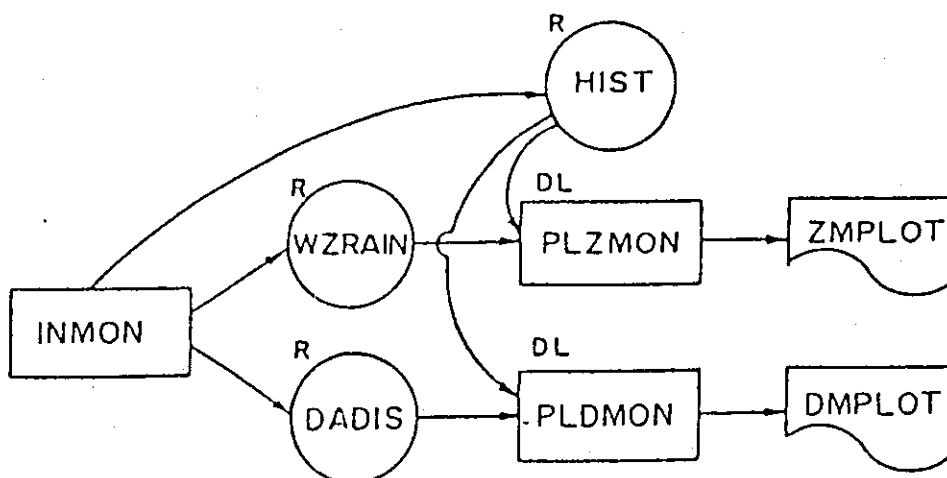 R
HIST
R
DL
WZRAIN
PLZMON
ZMPLOT
INMON
R
DL
DADIS
PLDMON
DMPLOT